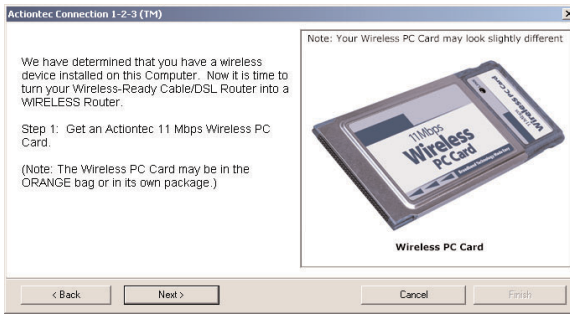 Actiontec Connection 1-2-3 (TM)
We have determined that you have a wireless
device installed on this Computer. Now it is time to
turn your Wireless-Ready Cable/DSL Router into a
WIRELESS Router.
Step 1: Get an Actiontec 11 Mbps Wireless PC
Card.
(Note: The Wireless PC Card may be in the
ORANGE bag or in its own package.)
Note: Your Wireless PC Card may look slightly different
11Mbps
Wireless
PC Card
Wireless
PC Card
Wireless PC Card
< Back
Next >
Cancel
Finish